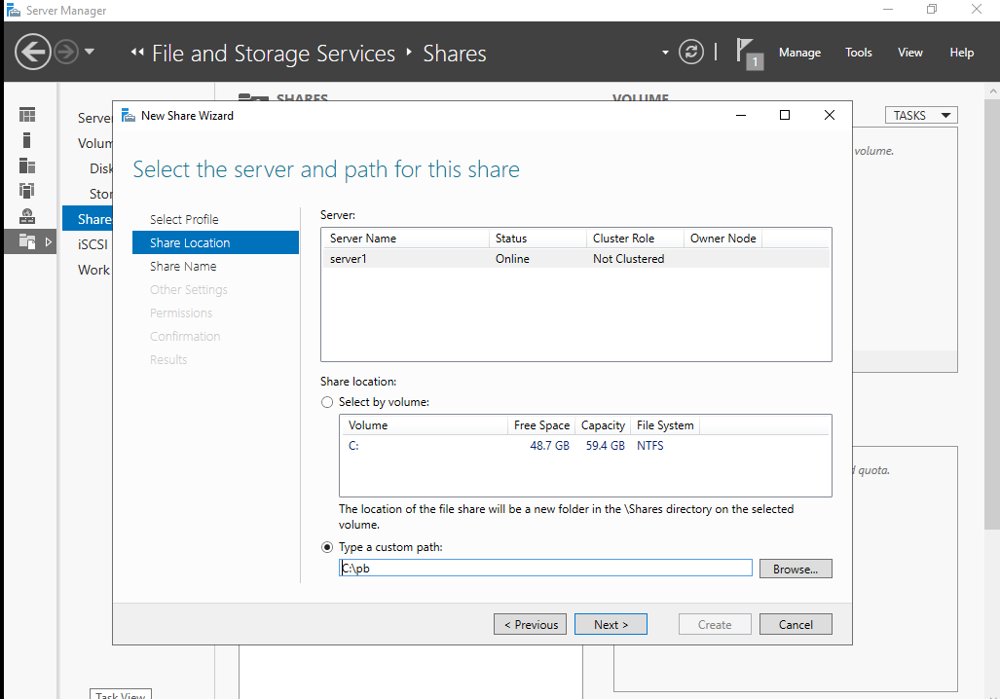 Server Manager
File and Storage Services
Shares
1
Manage
Tools
View
Help
SHARES
VOLUME
TASKS
volume.
quota.
Share
iSCSI
Work
New Share Wizard
Select the server and path for this share
Select Profile
Share Location
Share Name
Other Settings
Permissions
Confirmation
Results
Server:
Server Name Status Cluster Role Owner Node
server1 Online Not Clustered
Share location:
Select by volume:
Volume Free Space Capacity File System
C: 48.7 GB 59.4 GB NTFS
The location of the file share will be a new folder in the \Shares directory on the selected
volume.
Type a custom path:
C:\pb
Browse...
< Previous
Next >
Create
Cancel
Task View